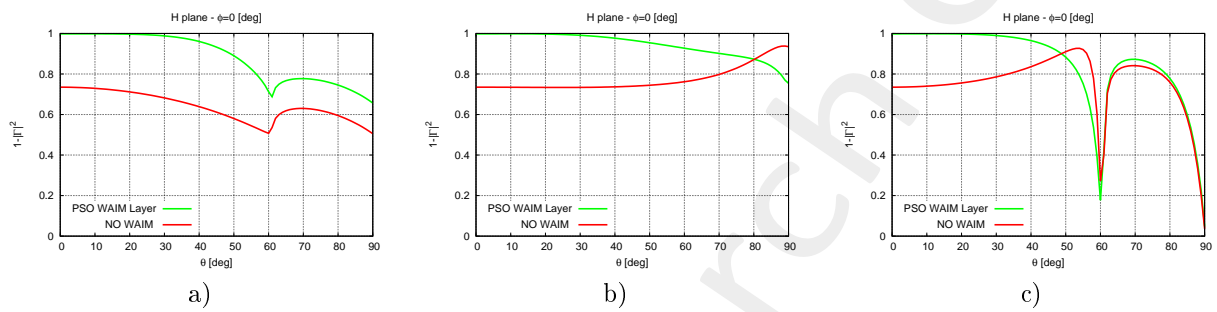 H plane - ϕ=0 [deg]
1-|Γ|²
1
0.8
0.6
0.4
0.2
0
PSO WAIM Layer
NO WAIM
0 10 20 30 40 50 60 70 80 90
θ [deg]
a)
H plane - ϕ=0 [deg]
1-|Γ|²
1
0.8
0.6
0.4
0.2
0
PSO WAIM Layer
NO WAIM
0 10 20 30 40 50 60 70 80 90
θ [deg]
b)
H plane - ϕ=0 [deg]
1-|Γ|²
1
0.8
0.6
0.4
0.2
0
PSO WAIM Layer
NO WAIM
0 10 20 30 40 50 60 70 80 90
θ [deg]
c)
rch